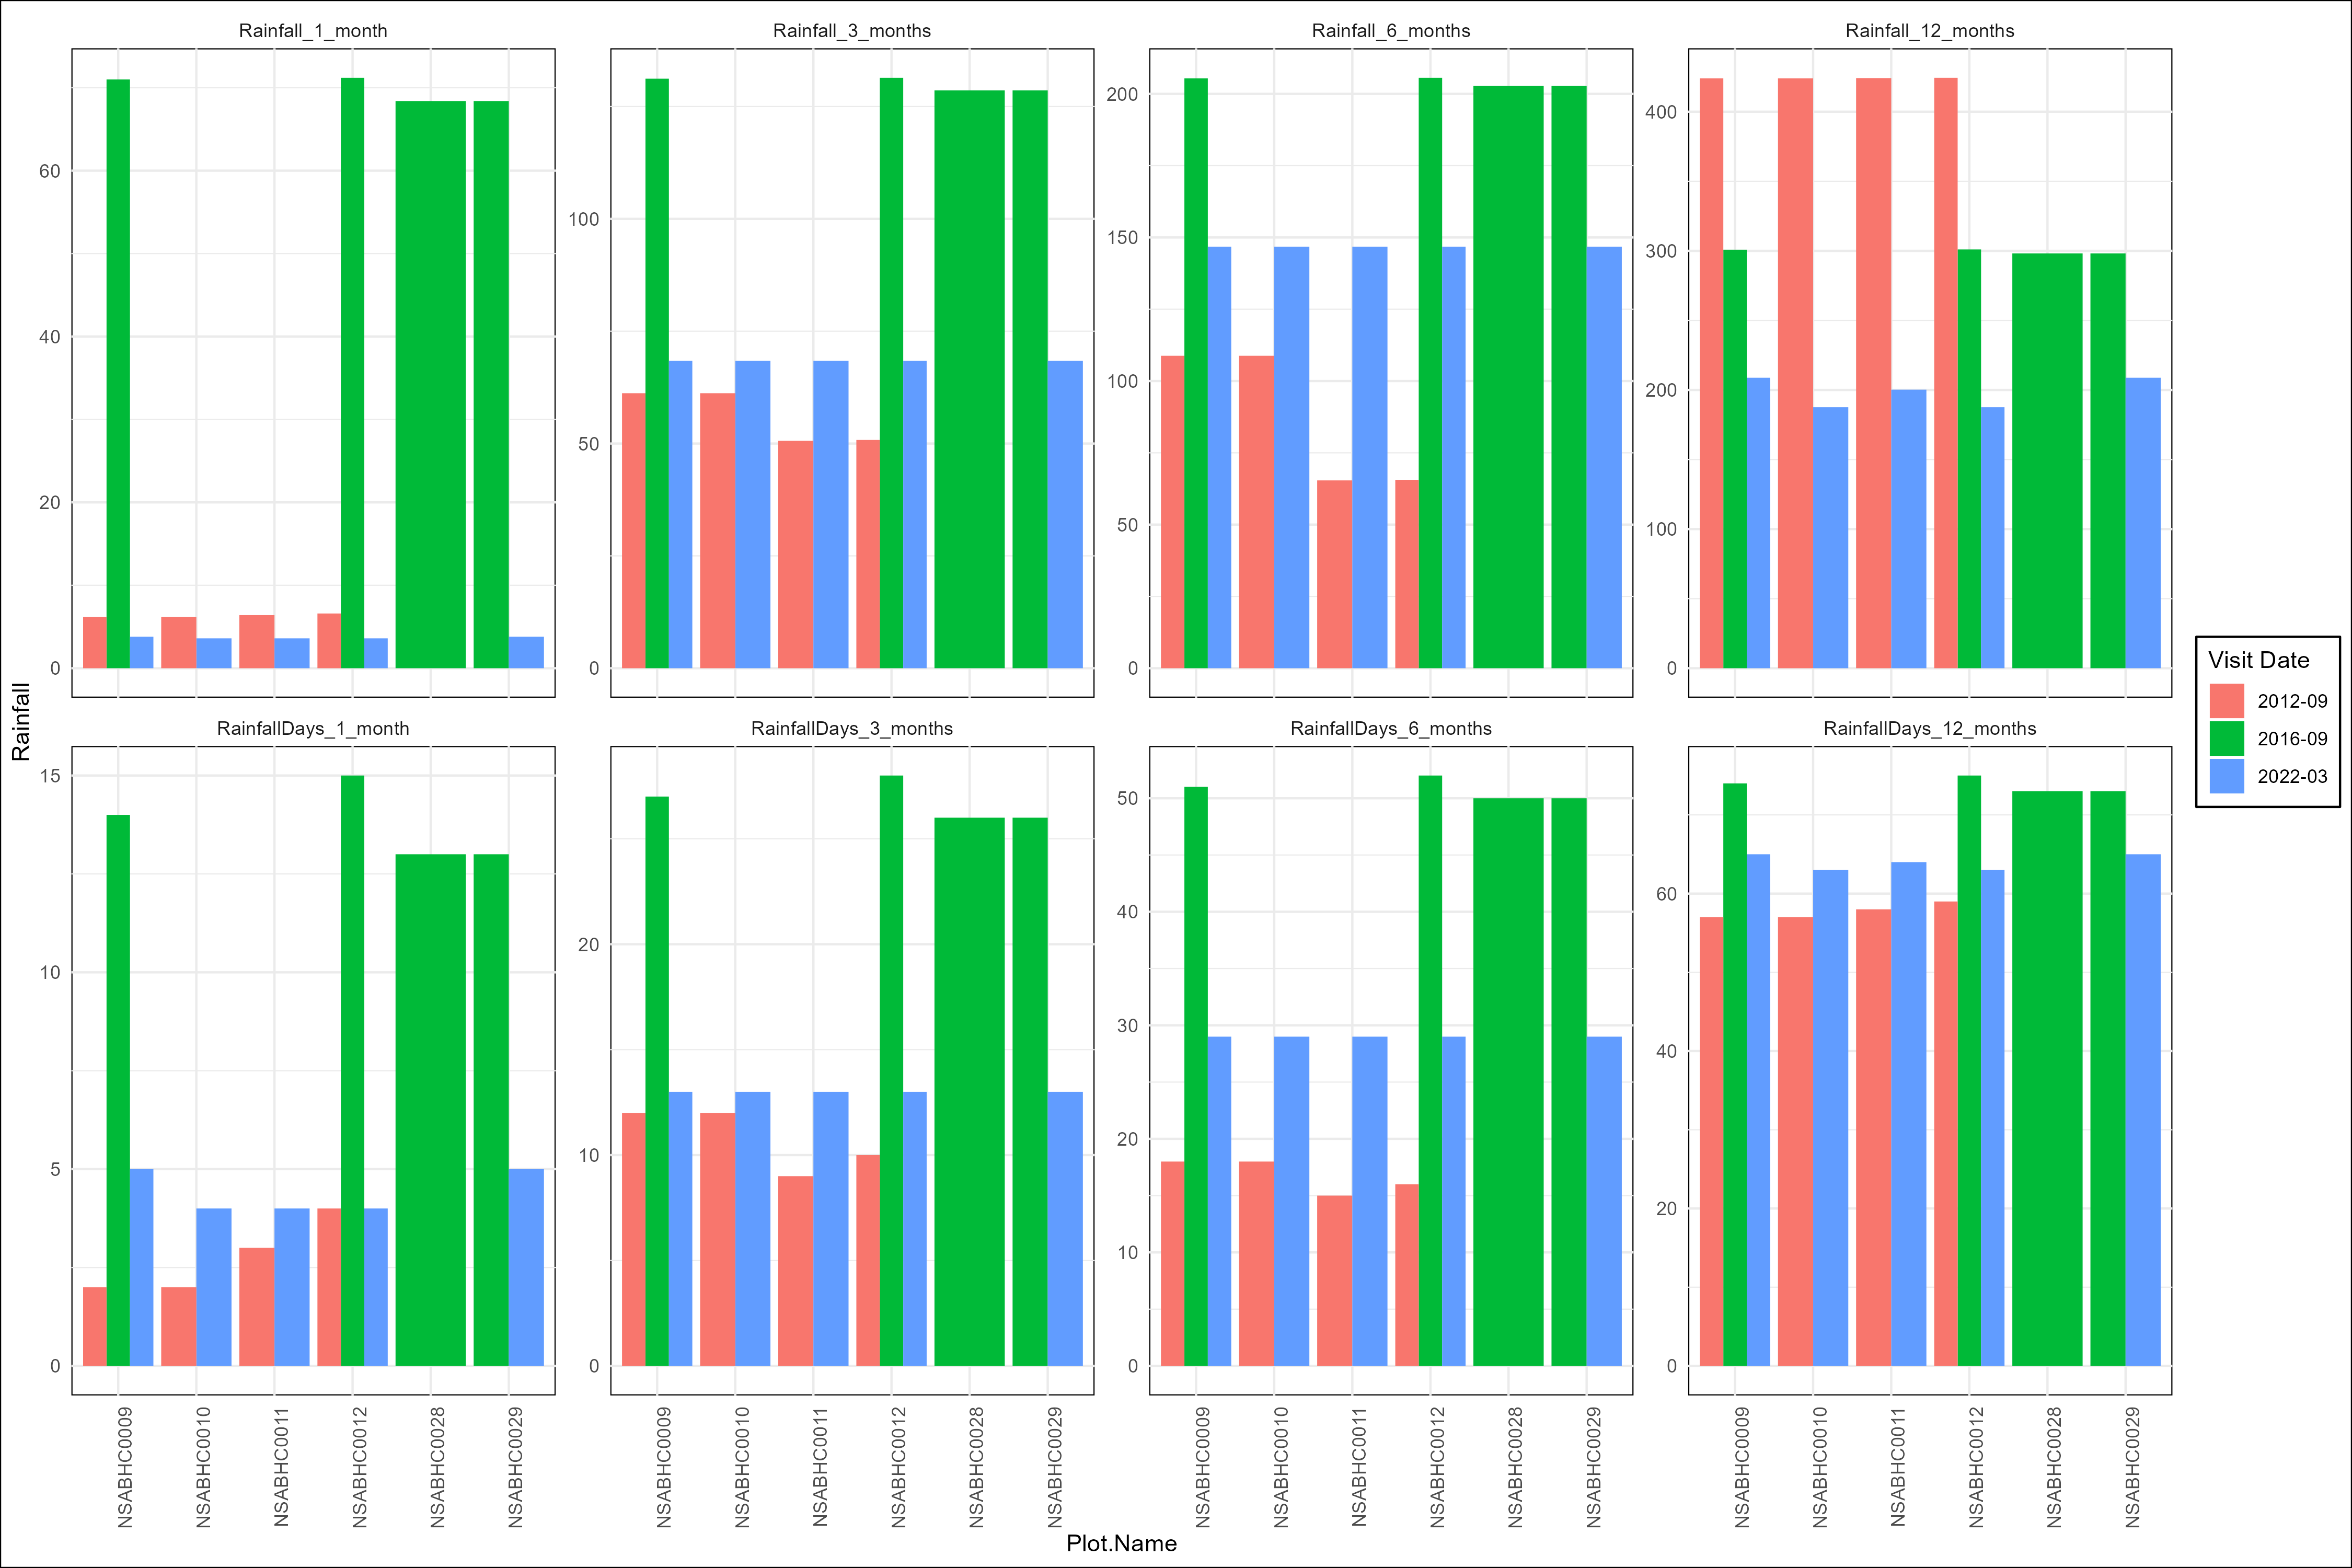 Rainfall_1_month
Rainfall_3_months
Rainfall_6_months
Rainfall_12_months
60
40
20
0
100
50
0
200
150
100
50
0
400
300
200
100
0
Rainfall
RainfallDays_1_month
RainfallDays_3_months
RainfallDays_6_months
RainfallDays_12_months
15
10
5
0
20
10
0
50
40
30
20
10
0
60
40
20
0
NSABHC0009
NSABHC0010
NSABHC0011
NSABHC0012
NSABHC0028
NSABHC0029
NSABHC0009
NSABHC0010
NSABHC0011
NSABHC0012
NSABHC0028
NSABHC0029
NSABHC0009
NSABHC0010
NSABHC0011
NSABHC0012
NSABHC0028
NSABHC0029
NSABHC0009
NSABHC0010
NSABHC0011
NSABHC0012
NSABHC0028
NSABHC0029
Plot.Name
Visit Date
2012-09
2016-09
2022-03